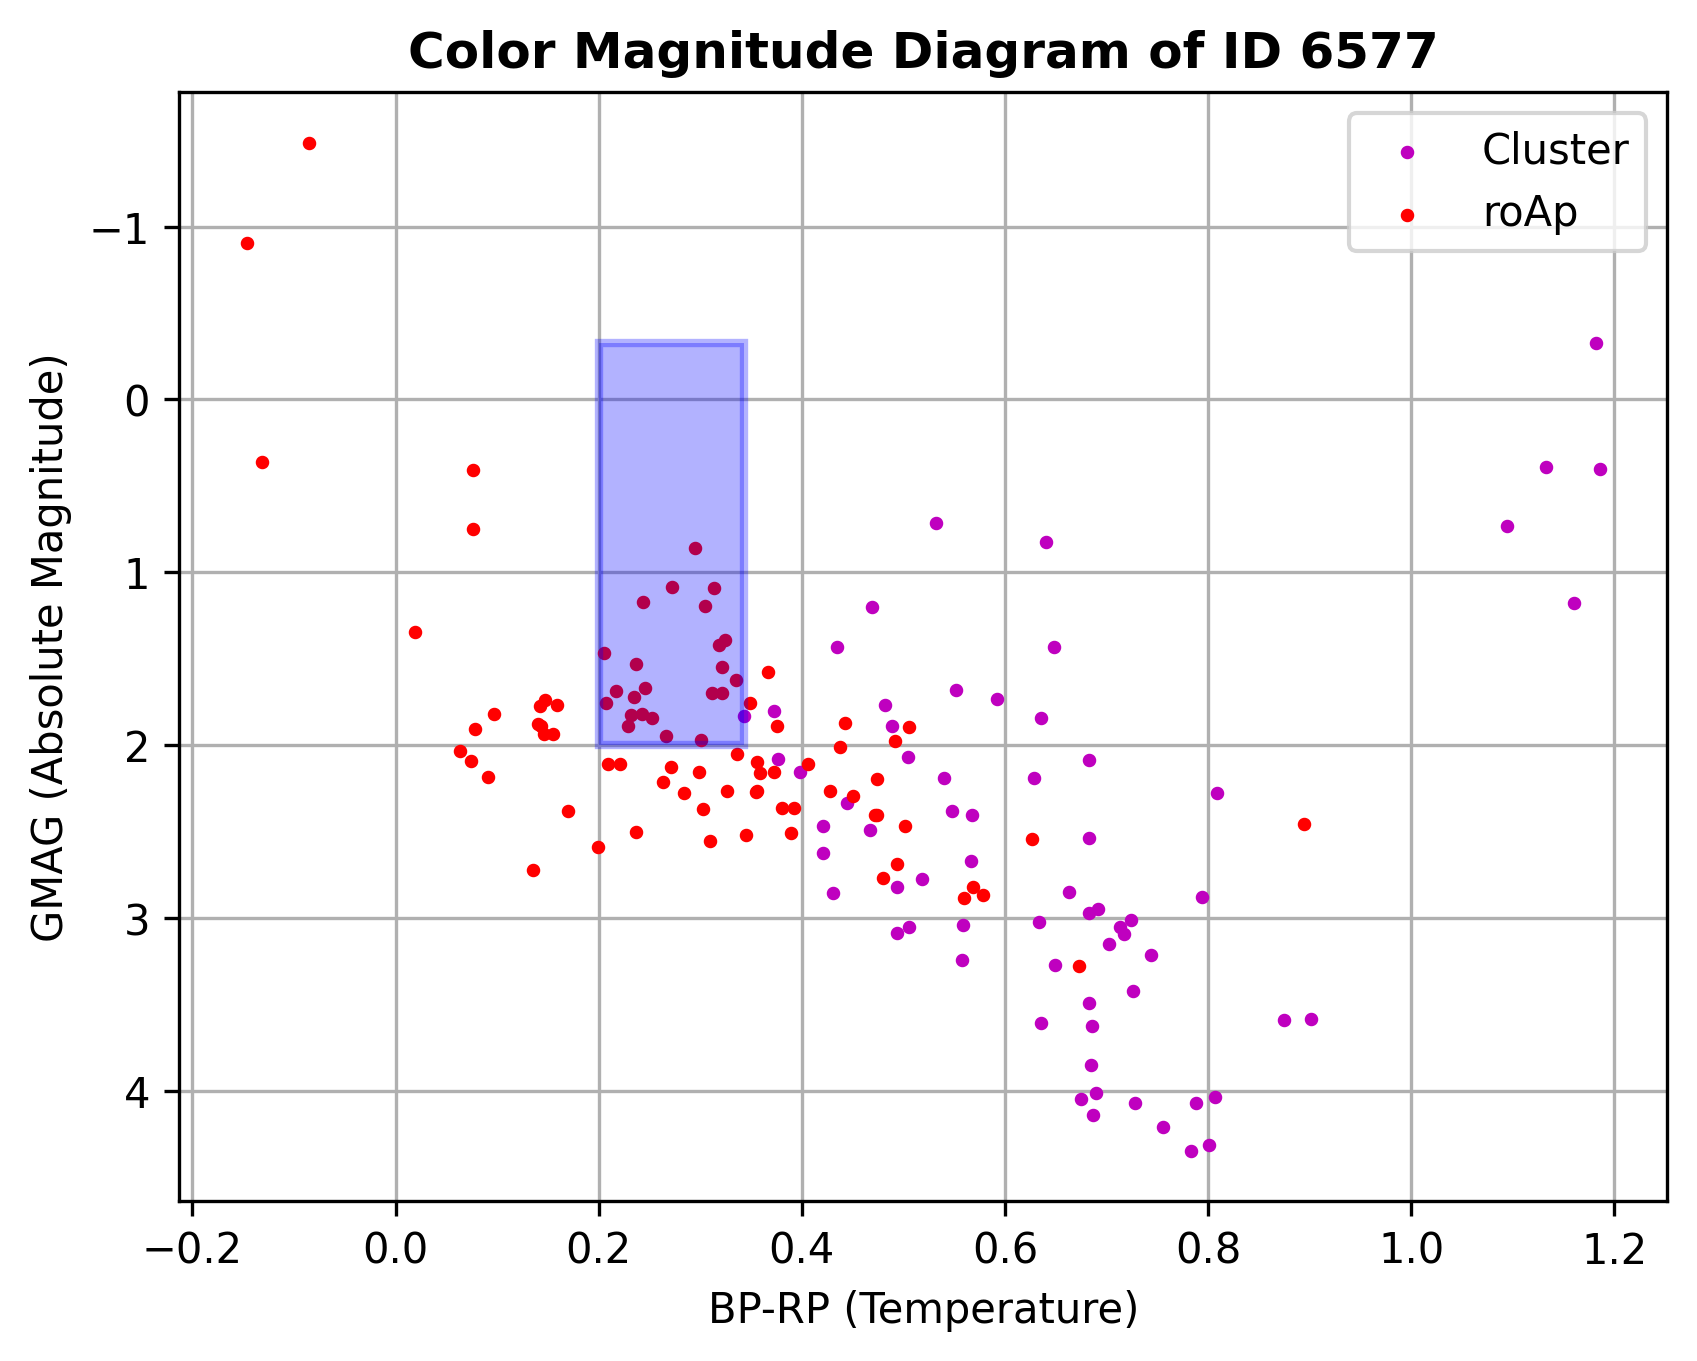 Color Magnitude Diagram of ID 6577
Cluster
roAp
GMAG (Absolute Magnitude)
−1
0
1
2
3
4
−0.2 0.0 0.2 0.4 0.6 0.8 1.0 1.2
BP-RP (Temperature)